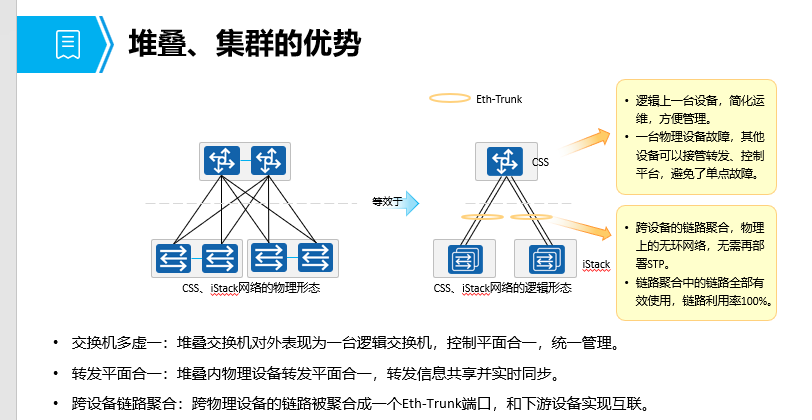 堆叠、集群的优势
Eth-Trunk
• 逻辑上一台设备，简化运
维，方便管理。
• 一台物理设备故障，其他
设备可以接管转发、控制
平台，避免了单点故障。
CSS
等效于
• 跨设备的链路聚合，物理
上的无环网络，无需再部
署STP。
• 链路聚合中的链路全部有
效使用，链路利用率100%。
iStack
CSS、iStack网络的物理形态
CSS、iStack网络的逻辑形态
• 交换机多虚一：堆叠交换机对外表现为一台逻辑交换机，控制平面合一，统一管理。
• 转发平面合一：堆叠内物理设备转发平面合一，转发信息共享并实时同步。
• 跨设备链路聚合：跨物理设备的链路被聚合成一个Eth-Trunk端口，和下游设备实现互联。